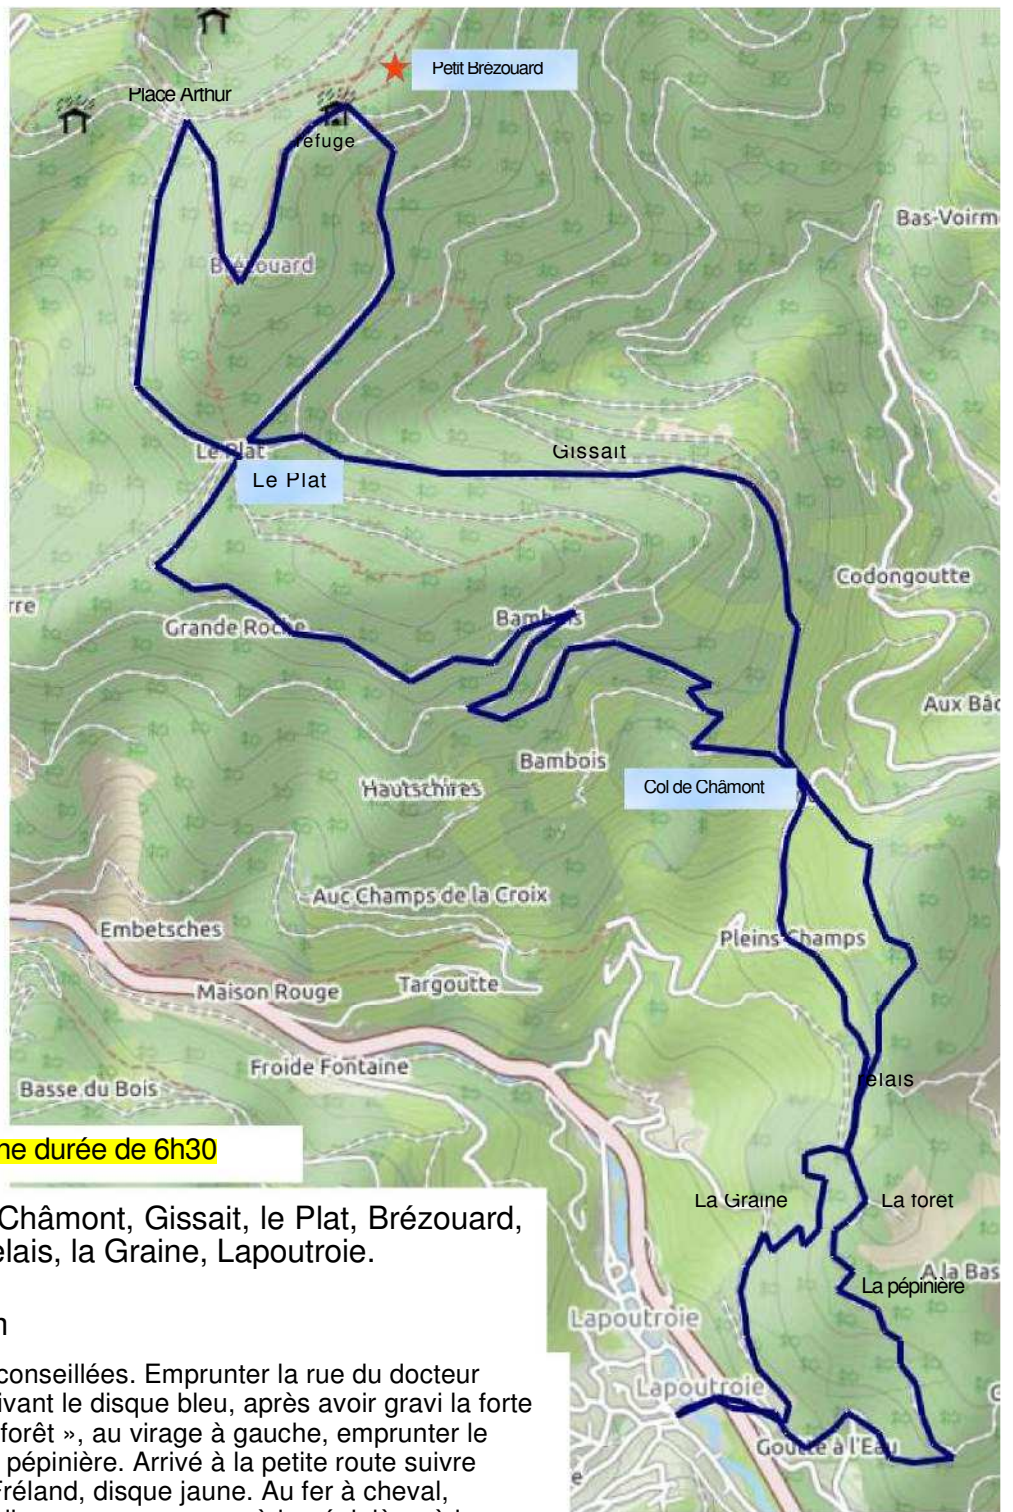 Petit Brézouard
Place Arthur
refuge
Bas-Voirm
Brézouard
Gissait
Le Plat
Le Plat
Codongoutte
rre
Grande Roche
Bambois
Aux Bâc
Bambois
Col de Châmont
Hautschires
Auc Champs de la Croix
Embetsches
Pleins Champs
Targoutte
Maison Rouge
Froide Fontaine
relais
Basse du Bois
ne durée de 6h30
La Graine
La foret
Châmont, Gissait, le Plat, Brézouard,
elais, la Graine, Lapoutroie.
A la Bas
La pépinière
Lapoutroie
conseillées. Emprunter la rue du docteur
Lapoutroie
ivant le disque bleu, après avoir gravi la forte
forêt », au virage à gauche, emprunter le
Goutte à l'Eau
pépinière. Arrivé à la petite route suivre
Fréland, disque jaune. Au fer à cheval,